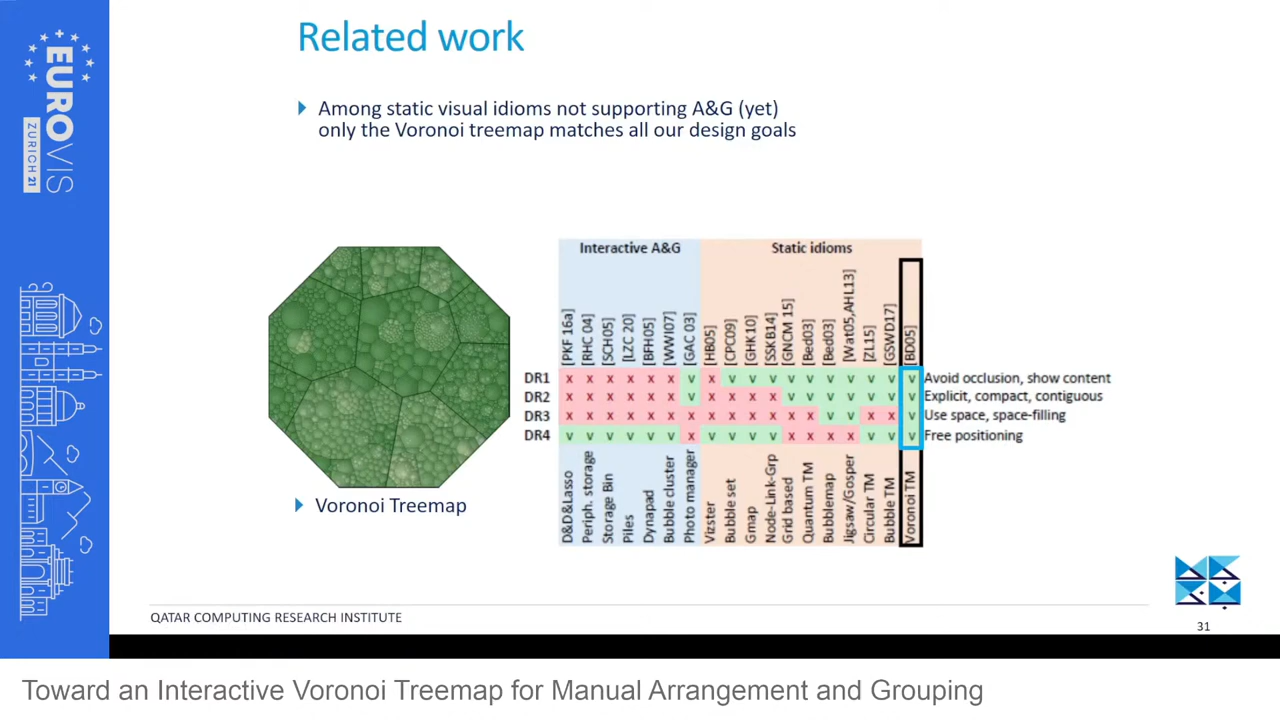 EUROVIS
ZURICH 21
Related work
Among static visual idioms not supporting A&G (yet)
only the Voronoi treemap matches all our design goals
Voronoi Treemap
Interactive A&G Static idioms
[PKF 16a] [RHC 04] [SCH05] [LZC 20] [BFH05] [WWI07] [GAC 03] [HB05] [CPC09] [GHK10] [SSKB14] [GNCM 15] [Bed03] [Bed03] [Wat05,AHL13] [ZL15] [GSWD17] [BD05]
DR1 x x x x x x v x v v v v v v v v v v Avoid occlusion, show content
DR2 x x x x x x v x x x x v v v v v v v Explicit, compact, contiguous
DR3 x x x x x x x x x x x x x v v x x v Use space, space-filling
DR4 v v v v v v x v v v v x x x x v v v Free positioning
D&D&Lasso Periph. storage Storage Bin Piles Dynapad Bubble cluster Photo manager Vizster Bubble set Gmap Node-Link-Grp Grid based Quantum TM Bubblemap Jigsaw/Gosper Circular TM Bubble TM Voronoi TM
QATAR COMPUTING RESEARCH INSTITUTE
31
Toward an Interactive Voronoi Treemap for Manual Arrangement and Grouping